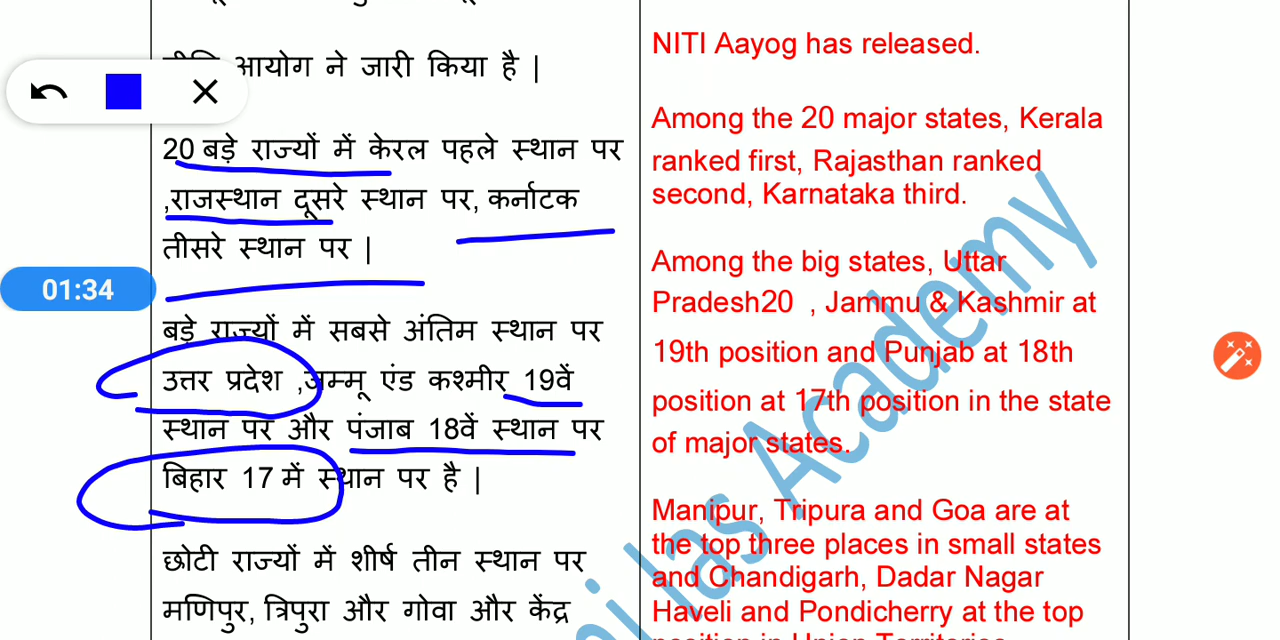 आयोग ने जारी किया है |
20 बड़े राज्यों में केरल पहले स्थान पर
,राजस्थान दूसरे स्थान पर, कर्नाटक
तीसरे स्थान पर |
01:34
बड़े राज्यों में सबसे अंतिम स्थान पर
उत्तर प्रदेश ,जम्मू एंड कश्मीर 19वें
स्थान पर और पंजाब 18वें स्थान पर
बिहार 17 में स्थान पर है |
छोटी राज्यों में शीर्ष तीन स्थान पर
मणिपुर, त्रिपुरा और गोवा और केंद्र
NITI Aayog has released.
Among the 20 major states, Kerala
ranked first, Rajasthan ranked
second, Karnataka third.
Among the big states, Uttar
Pradesh20 , Jammu & Kashmir at
19th position and Punjab at 18th
position at 17th position in the state
of major states.
Manipur, Tripura and Goa are at
the top three places in small states
and Chandigarh, Dadar Nagar
Haveli and Pondicherry at the top
position in Union Territories
Ias Academy